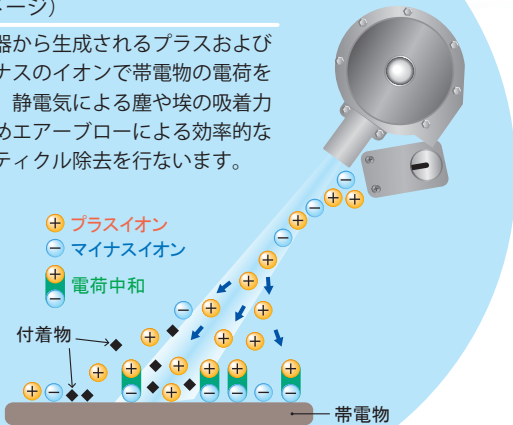 メージ）
器から生成されるプラスおよび
ナスのイオンで帯電物の電荷を
静電気による塵や埃の吸着力
めエアーブローによる効率的な
ティクル除去を行ないます。
＋ プラスイオン
－ マイナスイオン
＋
－
電荷中和
付着物
帯電物